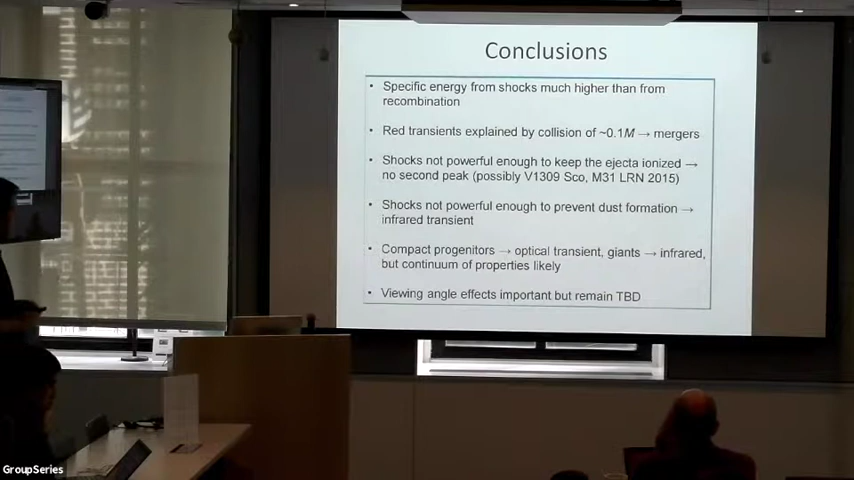 Conclusions
• Specific energy from shocks much higher than from
recombination
• Red transients explained by collision of ~0.1M → mergers
• Shocks not powerful enough to keep the ejecta ionized →
no second peak (possibly V1309 Sco, M31 LRN 2015)
• Shocks not powerful enough to prevent dust formation →
infrared transient
• Compact progenitors → optical transient, giants → infrared,
but continuum of properties likely
• Viewing angle effects important but remain TBD
GroupSeries